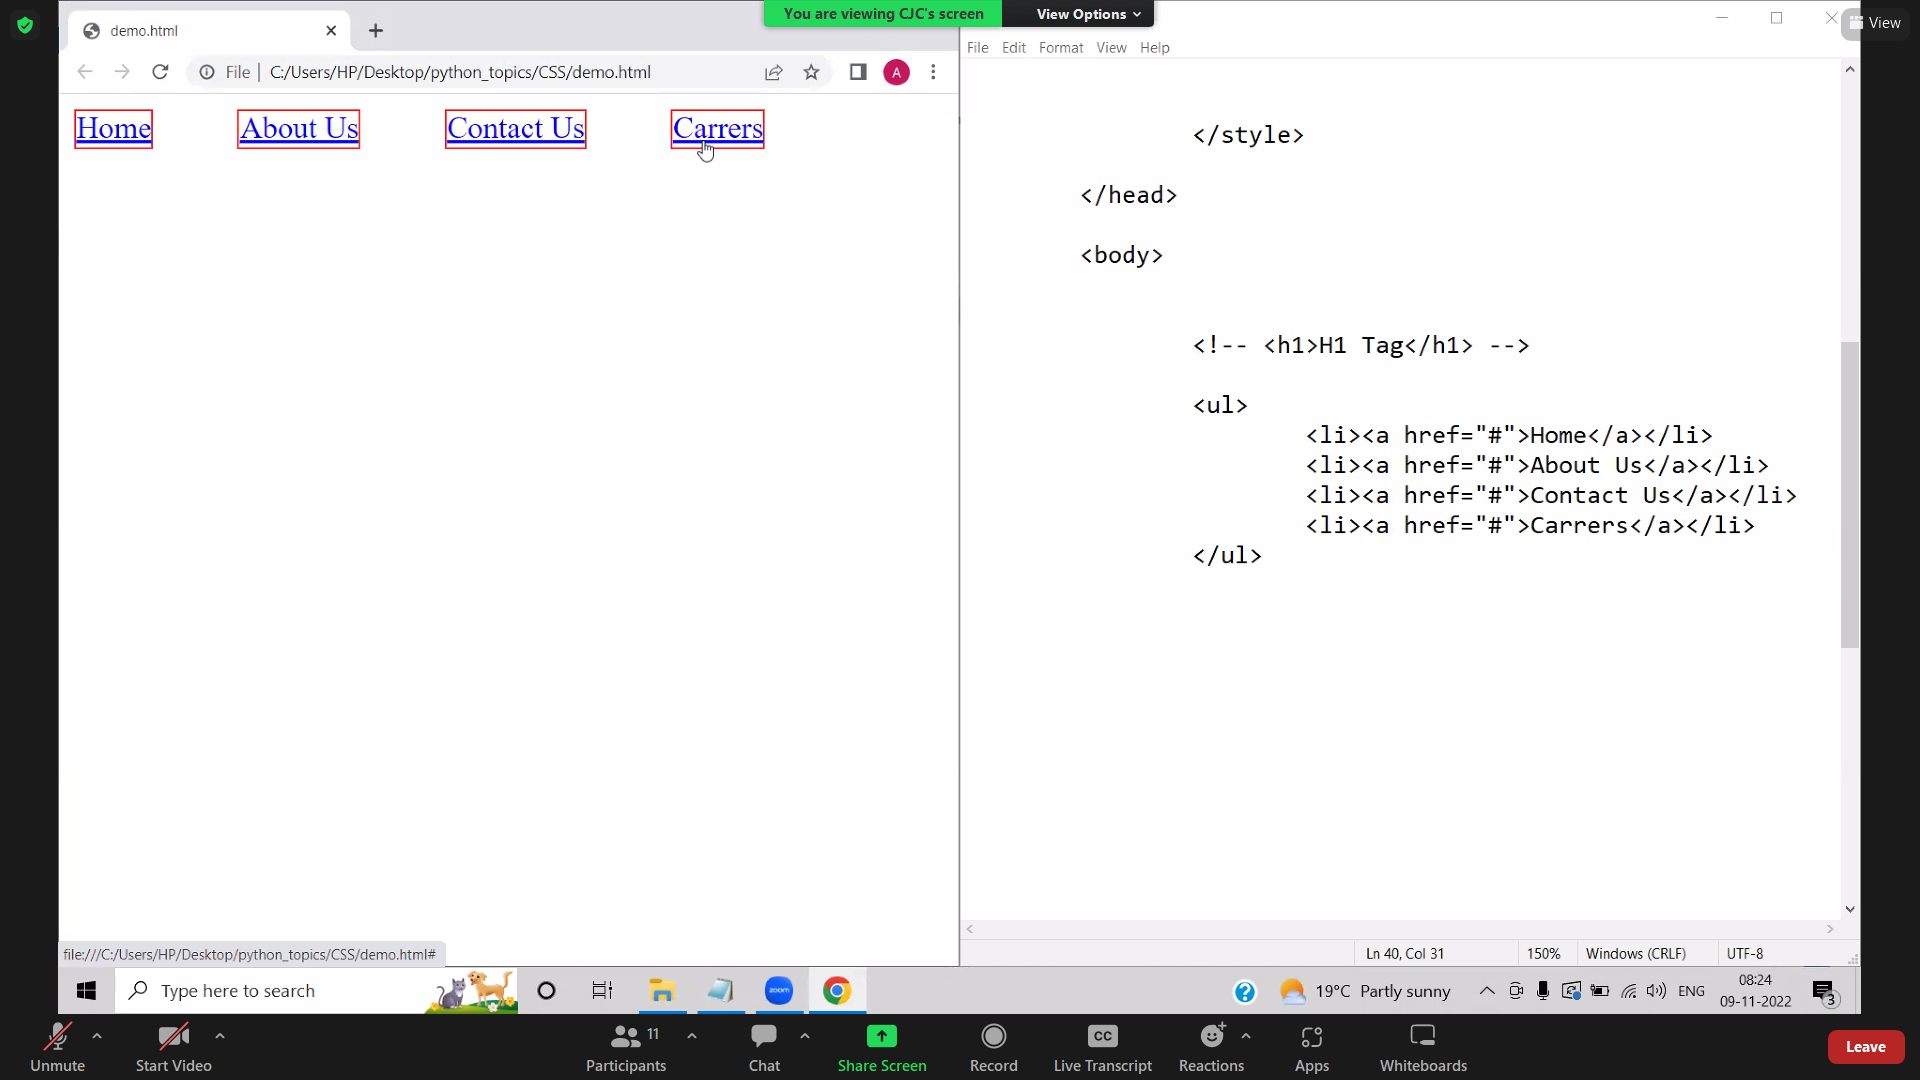 You are viewing CJC's screen View Options
View
demo.html
File C:/Users/HP/Desktop/python_topics/CSS/demo.html
A
Home About Us Contact Us Carrers
file:///C:/Users/HP/Desktop/python_topics/CSS/demo.html#
File Edit Format View Help
</style>
</head>
<body>
<!-- <h1>H1 Tag</h1> -->
<ul>
<li><a href="#">Home</a></li>
<li><a href="#">About Us</a></li>
<li><a href="#">Contact Us</a></li>
<li><a href="#">Carrers</a></li>
</ul>
Ln 40, Col 31 150% Windows (CRLF) UTF-8
Type here to search
zoom
19°C Partly sunny
ENG
08:24
09-11-2022
3
Unmute
Start Video
11
Participants
Chat
Share Screen
Record
CC
Live Transcript
Reactions
Apps
Whiteboards
Leave